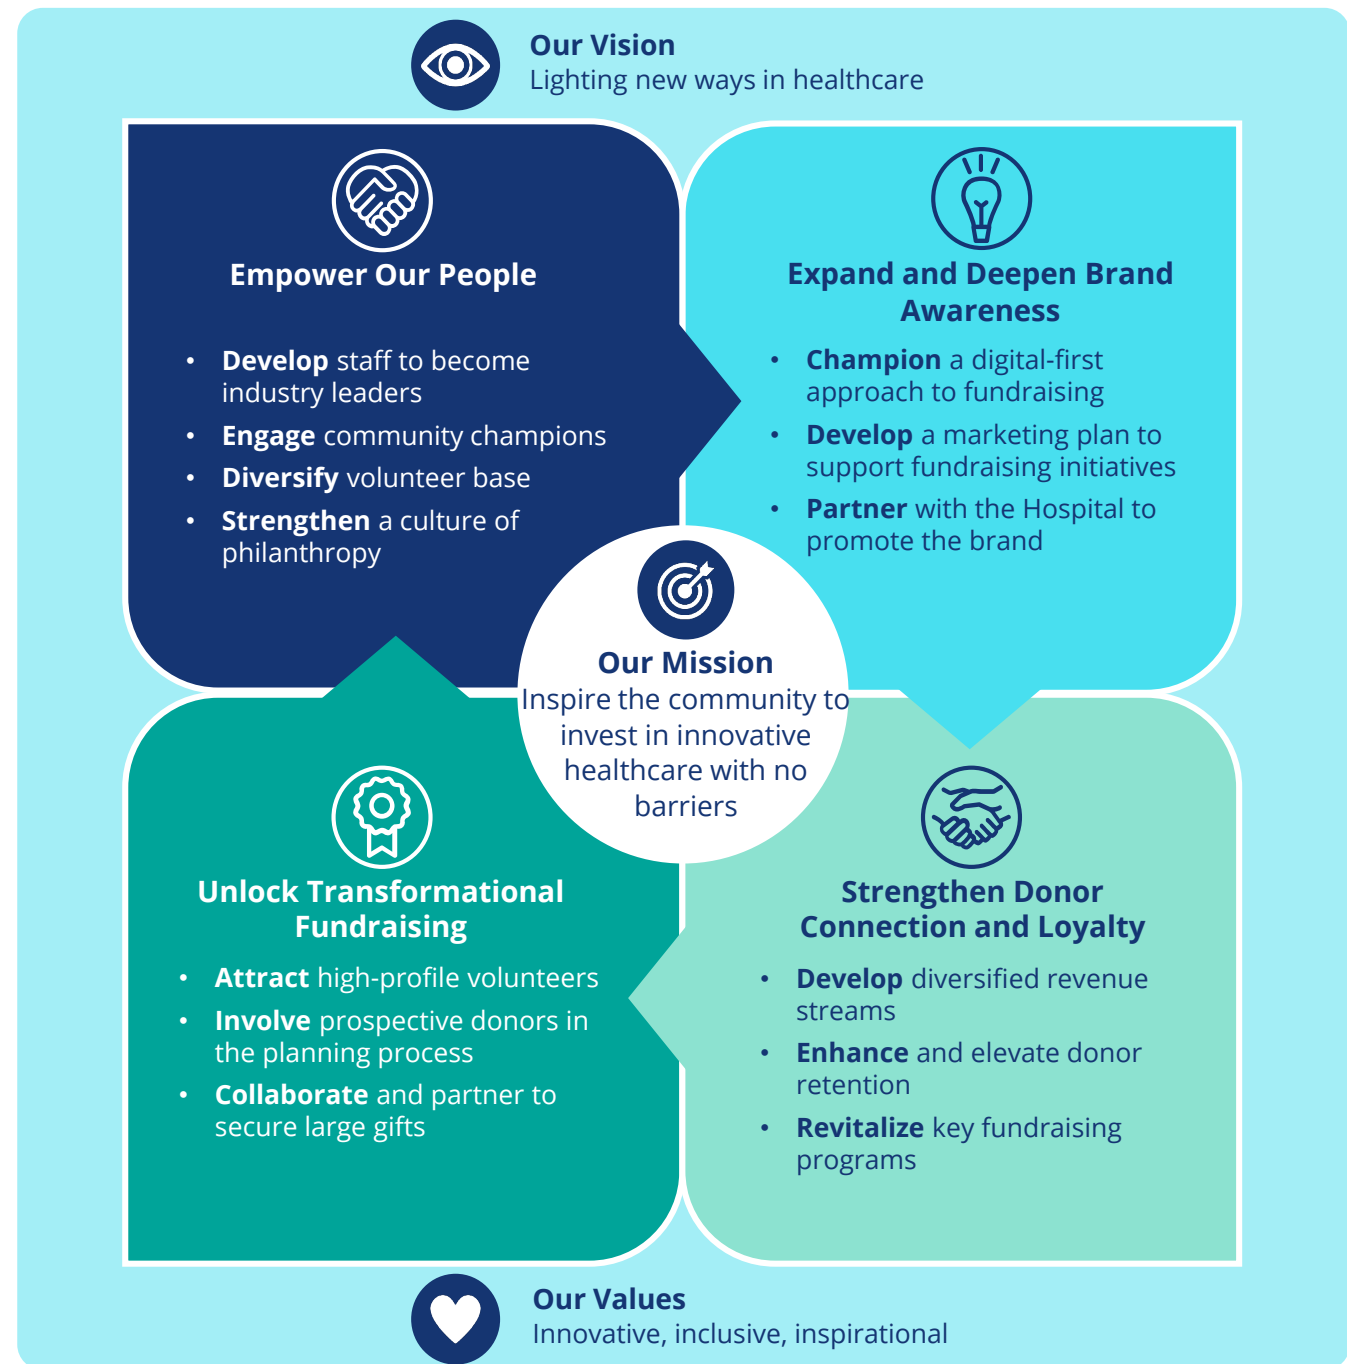 Our Vision
Lighting new ways in healthcare
Empower Our People
• Develop staff to become
industry leaders
• Engage community champions
• Diversify volunteer base
• Strengthen a culture of
philanthropy
Expand and Deepen Brand
Awareness
• Champion a digital-first
approach to fundraising
• Develop a marketing plan to
support fundraising initiatives
• Partner with the Hospital to
promote the brand
Our Mission
Inspire the community to
invest in innovative
healthcare with no
barriers
Unlock Transformational
Fundraising
• Attract high-profile volunteers
• Involve prospective donors in
the planning process
• Collaborate and partner to
secure large gifts
Strengthen Donor
Connection and Loyalty
• Develop diversified revenue
streams
• Enhance and elevate donor
retention
• Revitalize key fundraising
programs
Our Values
Innovative, inclusive, inspirational